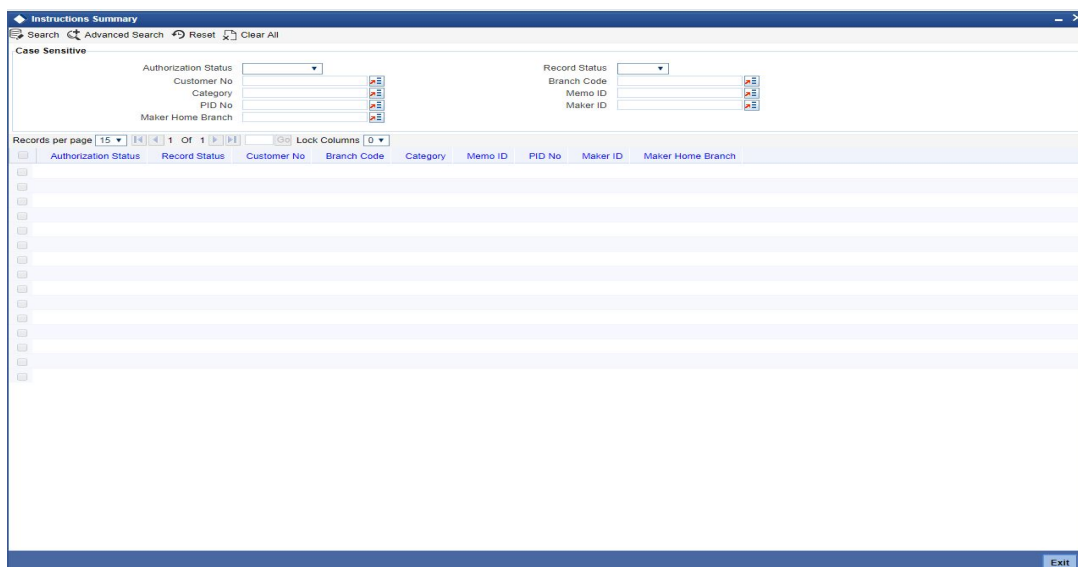 Instructions Summary
Search Advanced Search Reset Clear All
Case Sensitive
Authorization Status Record Status
Customer No Branch Code
Category Memo ID
PID No Maker ID
Maker Home Branch
Records per page 15 1 Of 1 Go Lock Columns 0
Authorization Status Record Status Customer No Branch Code Category Memo ID PID No Maker ID Maker Home Branch
Exit